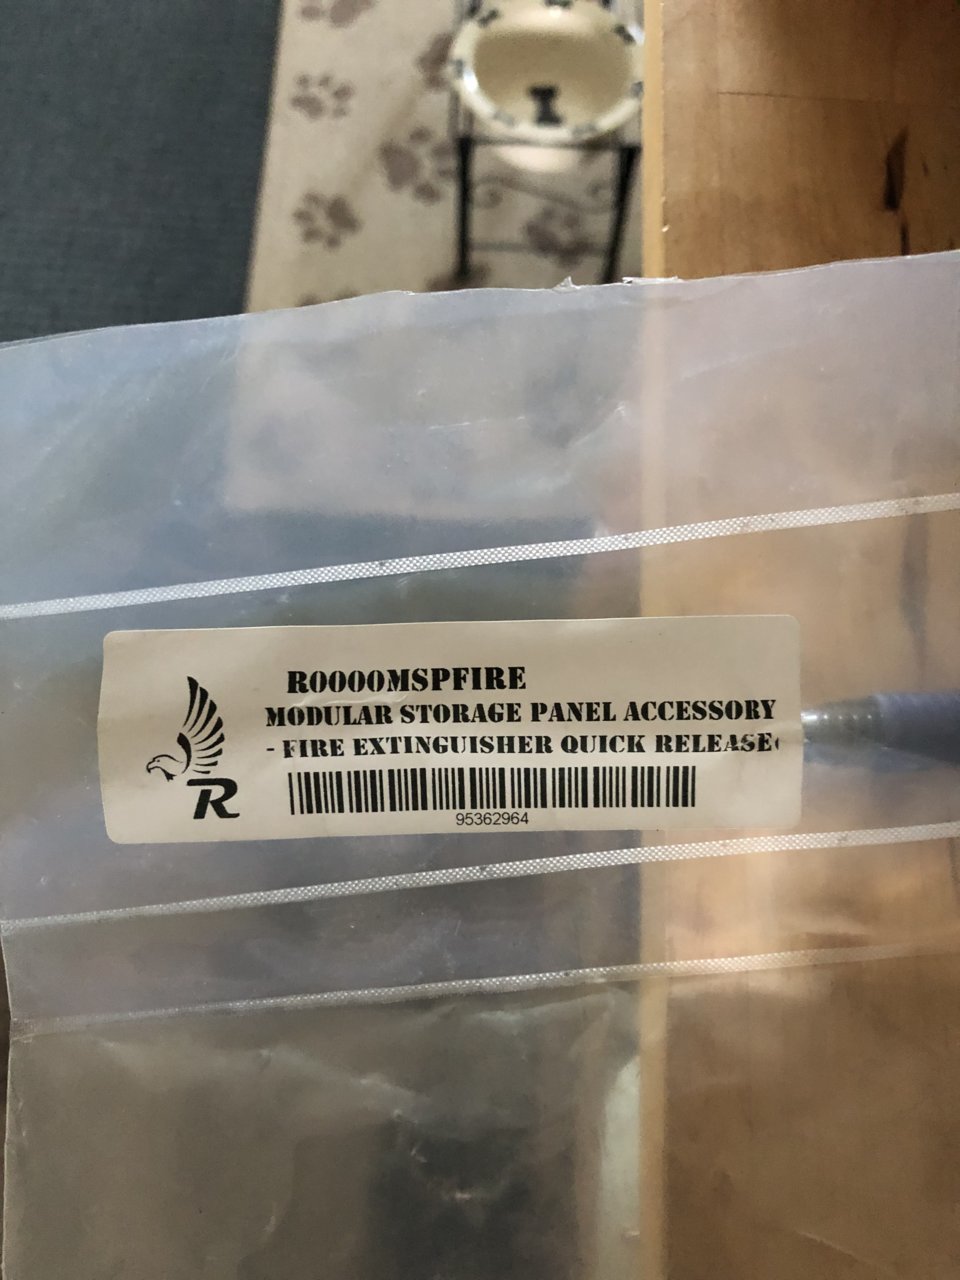 R0000MSPFIRE
MODULAR STORAGE PANEL ACCESSORY
- FIRE EXTINGUISHER QUICK RELEASE
R
95362964